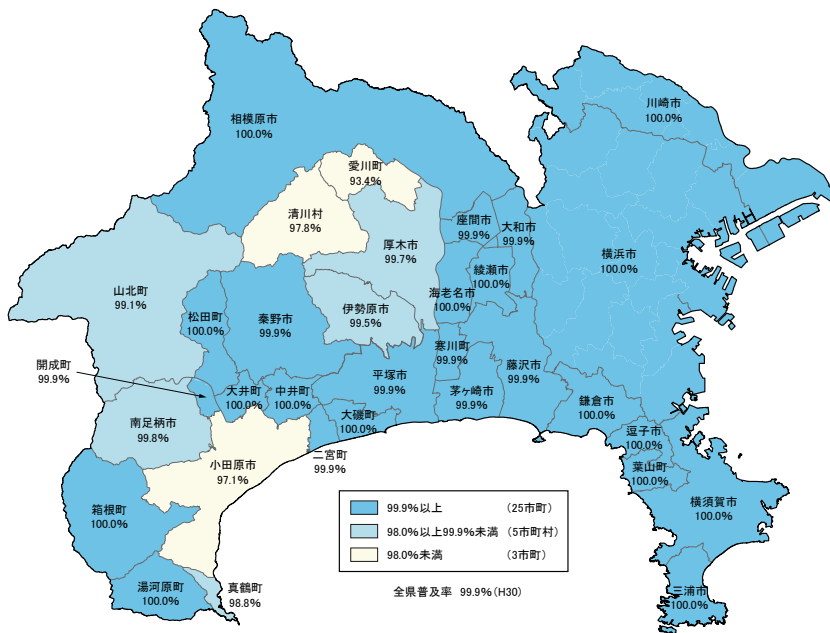 川崎市
100.0%
相模原市
100.0%
愛川町
93.4%
清川村
97.8%
座間市
99.9%
大和市
99.9%
厚木市
99.7%
横浜市
100.0%
綾瀬市
100.0%
山北町
99.1%
海老名市
100.0%
伊勢原市
99.5%
松田町
100.0%
秦野市
99.9%
寒川町
99.9%
藤沢市
99.9%
開成町
99.9%
平塚市
99.9%
大井町
100.0%
中井町
100.0%
茅ヶ崎市
99.9%
鎌倉市
100.0%
大磯町
100.0%
南足柄市
99.8%
逗子市
100.0%
二宮町
99.9%
小田原市
97.1%
葉山町
100.0%
箱根町
100.0%
横須賀市
100.0%
99.9%以上 (25市町)
98.0%以上99.9%未満 (5市町村)
98.0%未満 (3市町)
湯河原町
100.0%
真鶴町
98.8%
全県普及率 99.9%(H30)
三浦市
100.0%